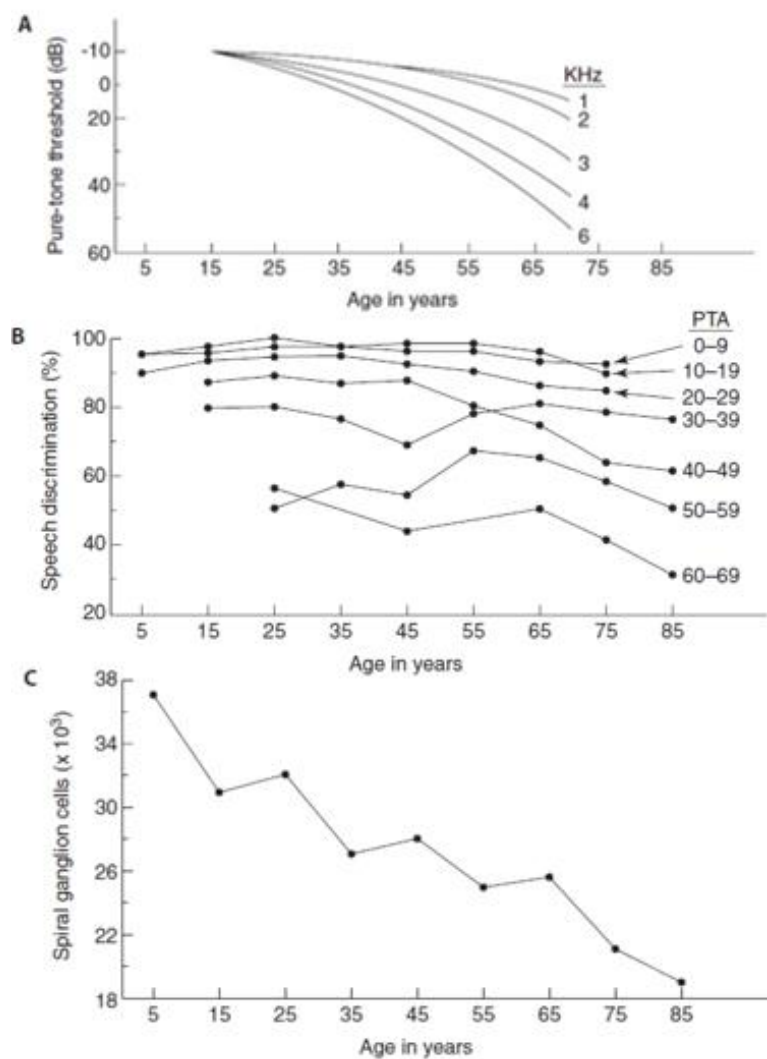 A
Pure-tone threshold (dB)
-10
0
20
40
60
KHz
1
2
3
4
6
5 15 25 35 45 55 65 75 85
Age in years
B
Speech discrimination (%)
100
80
60
40
20
PTA
0–9
10–19
20–29
30–39
40–49
50–59
60–69
5 15 25 35 45 55 65 75 85
Age in years
C
Spiral ganglion cells (x 10³)
38
34
30
26
22
18
5 15 25 35 45 55 65 75 85
Age in years